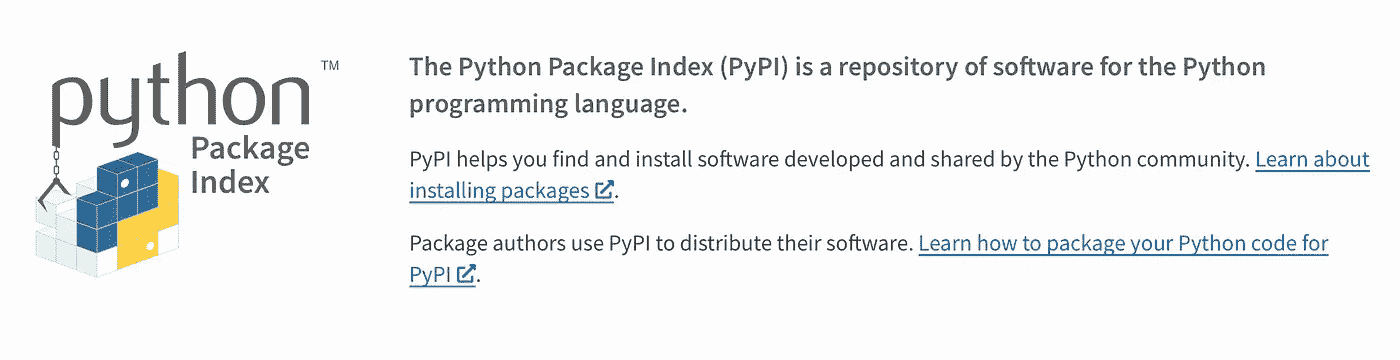 python™
Package
Index
The Python Package Index (PyPI) is a repository of software for the Python
programming language.
PyPI helps you find and install software developed and shared by the Python community. Learn about
installing packages.
Package authors use PyPI to distribute their software. Learn how to package your Python code for
PyPI.